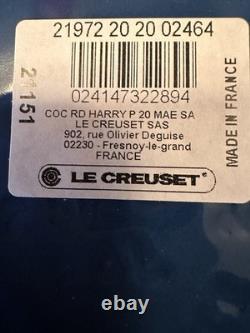 21972 20 20 02464
024147322894
COC RD HARRY P 20 MAE SA
LE CREUSET SAS
902, rue Olivier Deguise
02230 - Fresnoy-le-grand
FRANCE
LE CREUSET®
MADE IN FRANCE
ebay